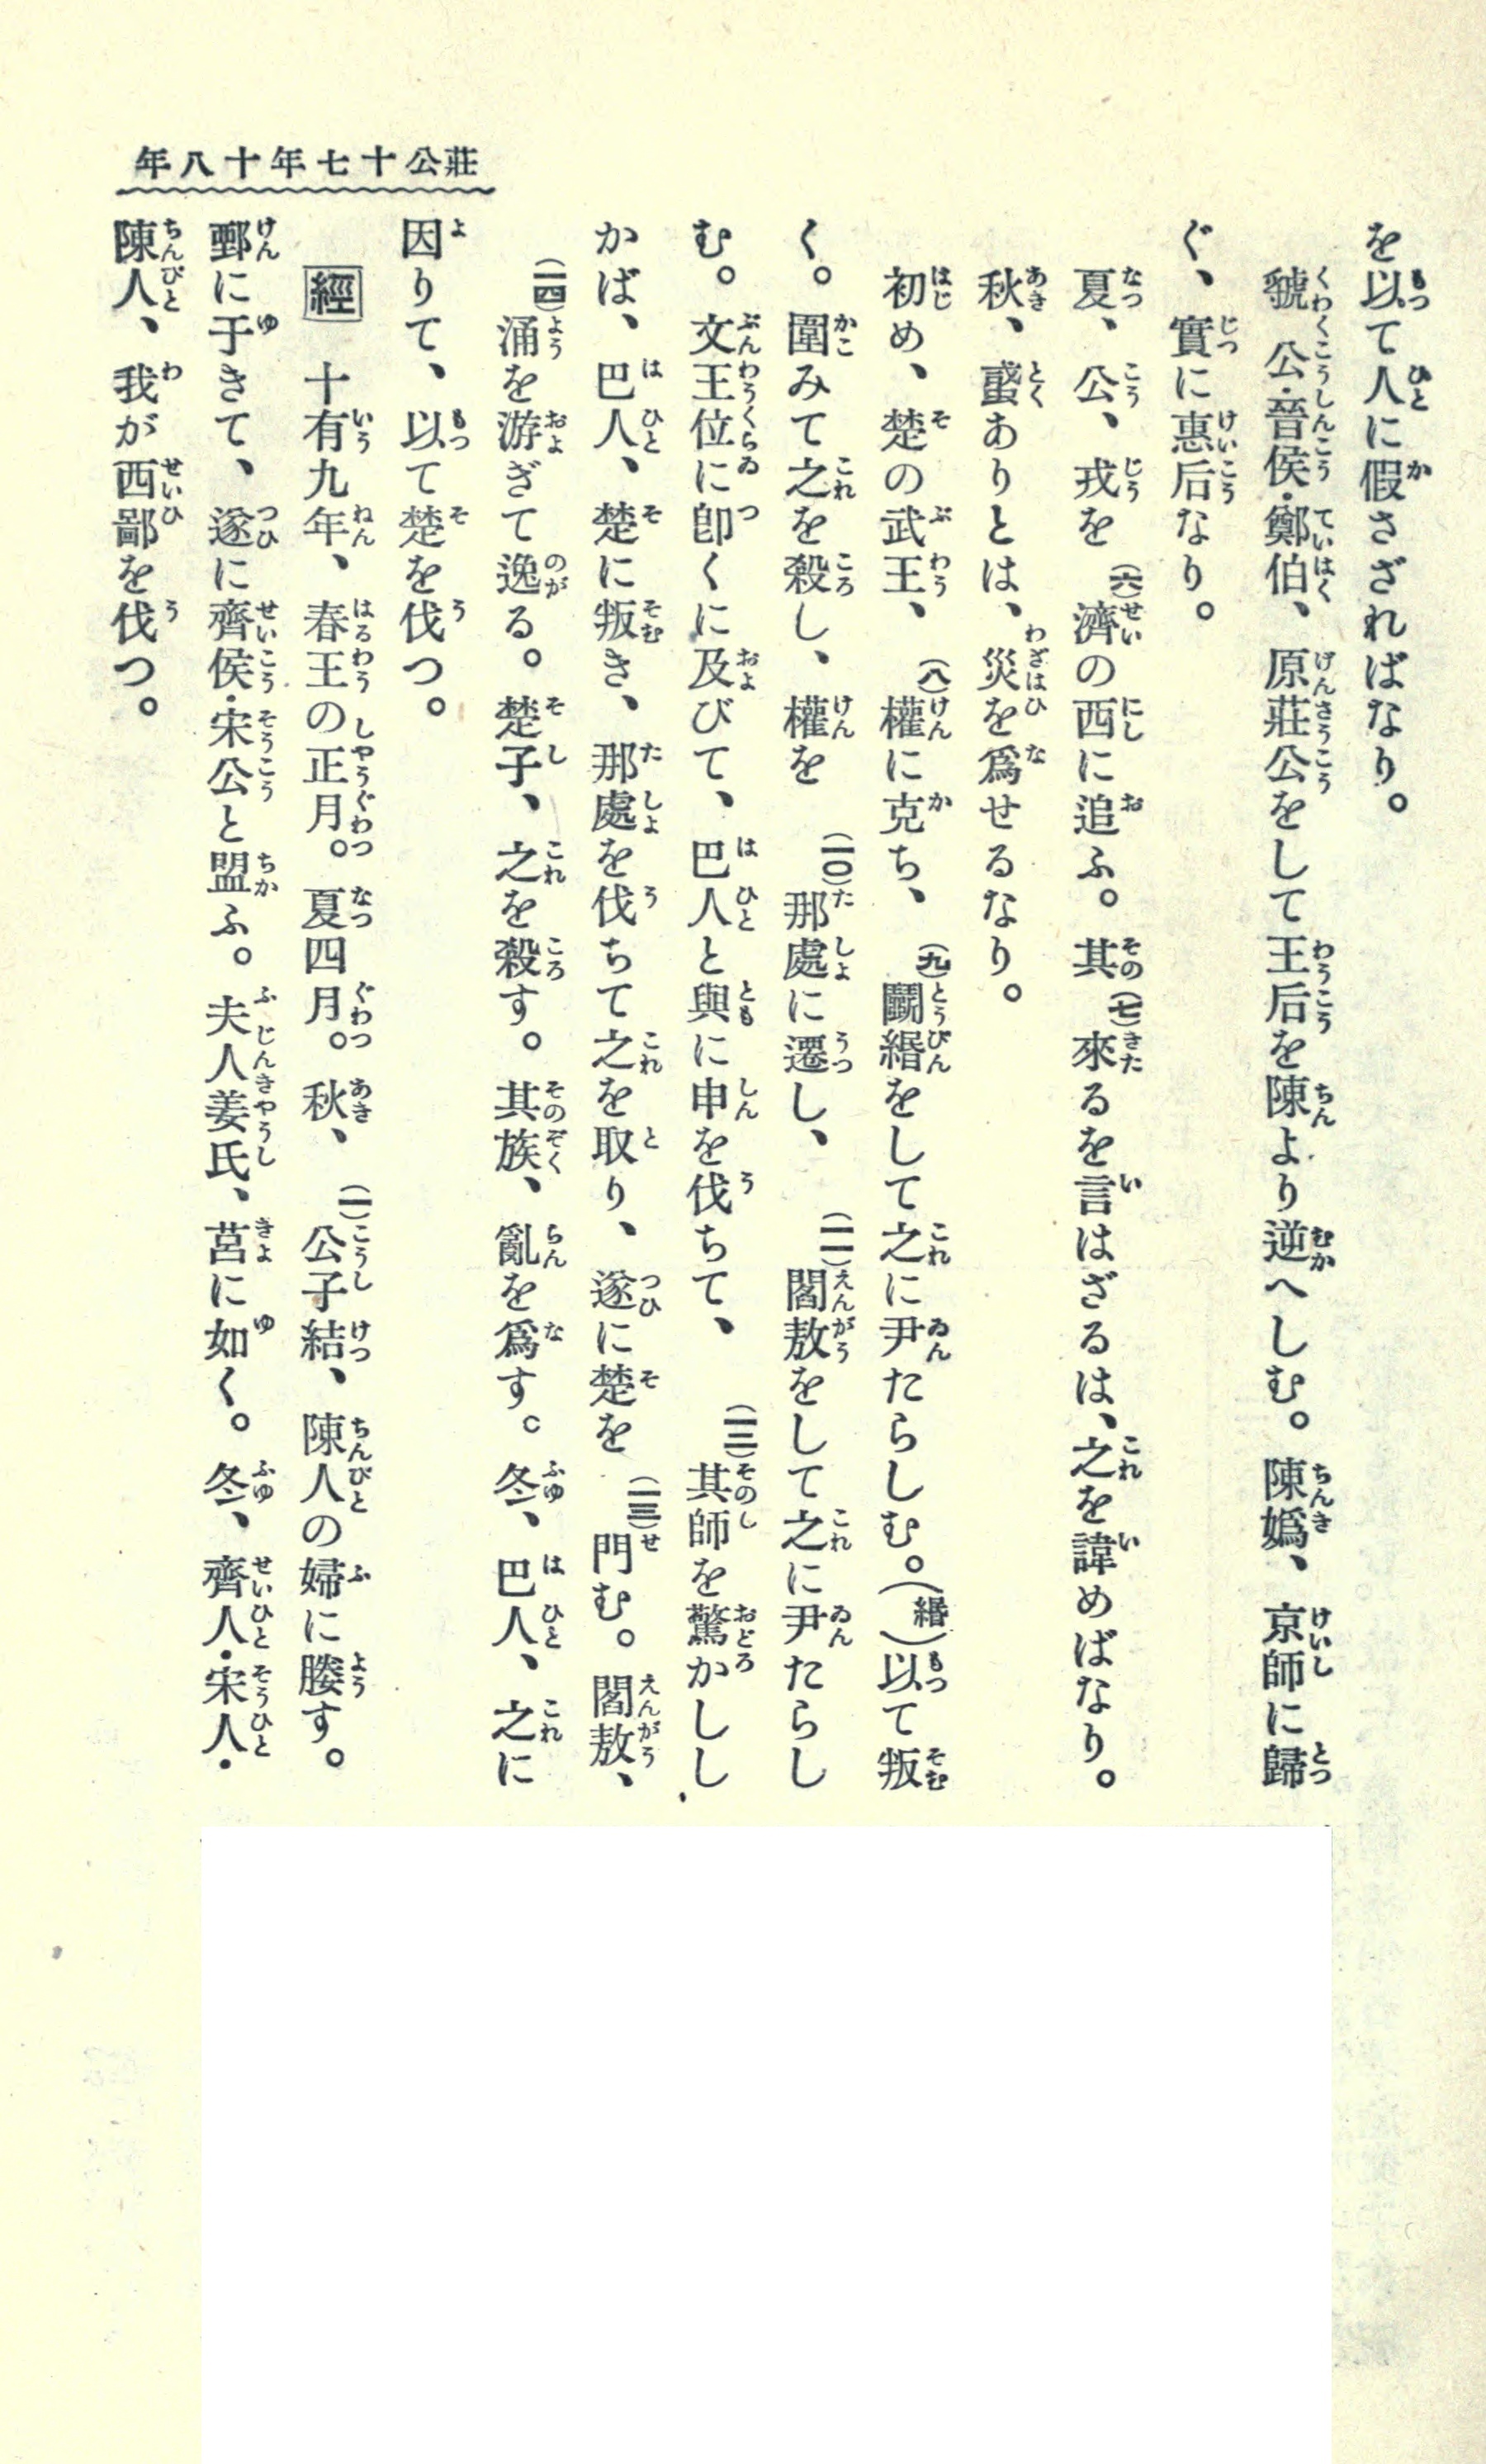 莊公十七年十八年
を以て人に假さざればなり。
虢公・晉侯・鄭伯、原莊公をして王后を陳より逆へしむ。陳嬀、京師に歸
ぐ、實に惠后なり。
夏、公、戎を(六)濟の西に追ふ。其(七)來るを言はざるは、之を諱めばなり。
秋、蜮ありとは、災を爲せるなり。
初め、楚の武王、(八)權に克ち、(九)鬭緡をして之に尹たらしむ。(緡)以て叛
く。圍みて之を殺し、權を(一〇)那處に遷し、(一一)閻敖をして之に尹たらし
む。文王位に卽くに及びて、巴人と與に申を伐ちて、(一二)其師を驚かしし
かば、巴人、楚に叛き、那處を伐ちて之を取り、遂に楚を(一三)門む。閻敖、
(一四)涌を游ぎて逸る。楚子、之を殺す。其族、亂を爲す。冬、巴人、之に
因りて、以て楚を伐つ。
經　十有九年、春王の正月。夏四月。秋、(一)公子結、陳人の婦に媵す。
鄄に于きて、遂に齊侯・宋公と盟ふ。夫人姜氏、莒に如く。冬、齊人・宋人・
陳人、我が西鄙を伐つ。